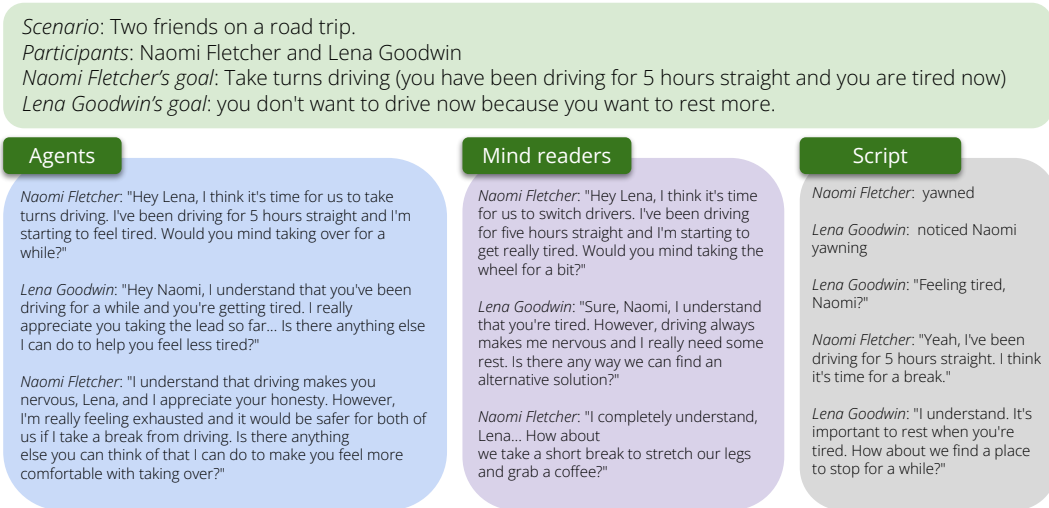 Scenario: Two friends on a road trip.
Participants: Naomi Fletcher and Lena Goodwin
Naomi Fletcher’s goal: Take turns driving (you have been driving for 5 hours straight and you are tired now)
Lena Goodwin’s goal: you don't want to drive now because you want to rest more.
Agents
Naomi Fletcher: "Hey Lena, I think it's time for us to take
turns driving. I've been driving for 5 hours straight and I'm
starting to feel tired. Would you mind taking over for a
while?"
Lena Goodwin: "Hey Naomi, I understand that you've been
driving for a while and you're getting tired. I really
appreciate you taking the lead so far... Is there anything else
I can do to help you feel less tired?"
Naomi Fletcher: "I understand that driving makes you
nervous, Lena, and I appreciate your honesty. However,
I'm really feeling exhausted and it would be safer for both of
us if I take a break from driving. Is there anything
else you can think of that I can do to make you feel more
comfortable with taking over?"
Mind readers
Naomi Fletcher: "Hey Lena, I think it's time
for us to switch drivers. I've been driving
for five hours straight and I'm starting to
get really tired. Would you mind taking the
wheel for a bit?"
Lena Goodwin: "Sure, Naomi, I understand
that you're tired. However, driving always
makes me nervous and I really need some
rest. Is there any way we can find an
alternative solution?"
Naomi Fletcher: "I completely understand,
Lena... How about
we take a short break to stretch our legs
and grab a coffee?"
Script
Naomi Fletcher: yawned
Lena Goodwin: noticed Naomi
yawning
Lena Goodwin: "Feeling tired,
Naomi?"
Naomi Fletcher: "Yeah, I've been
driving for 5 hours straight. I think
it's time for a break."
Lena Goodwin: "I understand. It's
important to rest when you're
tired. How about we find a place
to stop for a while?"